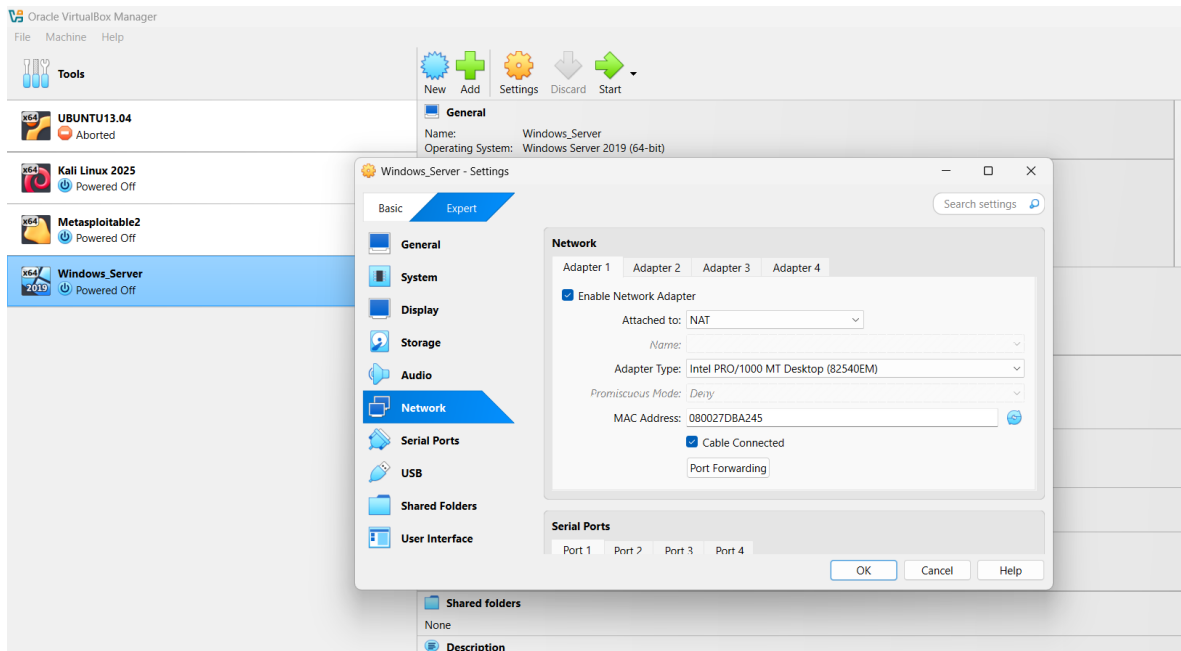 Oracle VirtualBox Manager
File Machine Help
Tools
New Add Settings Discard Start
x64
UBUNTU13.04
Aborted
x64
Kali Linux 2025
Powered Off
x64
Metasploitable2
Powered Off
x64
2019
Windows_Server
Powered Off
General
Name: Windows_Server
Operating System: Windows Server 2019 (64-bit)
Windows_Server - Settings
Basic Expert
Search settings
General
System
Display
Storage
Audio
Network
Serial Ports
USB
Shared Folders
User Interface
Network
Adapter 1 Adapter 2 Adapter 3 Adapter 4
Enable Network Adapter
Attached to: NAT
Name:
Adapter Type: Intel PRO/1000 MT Desktop (82540EM)
Promiscuous Mode: Deny
MAC Address: 080027DBA245
Cable Connected
Port Forwarding
Serial Ports
Port 1 Port 2 Port 3 Port 4
OK Cancel Help
Shared folders
None
Description